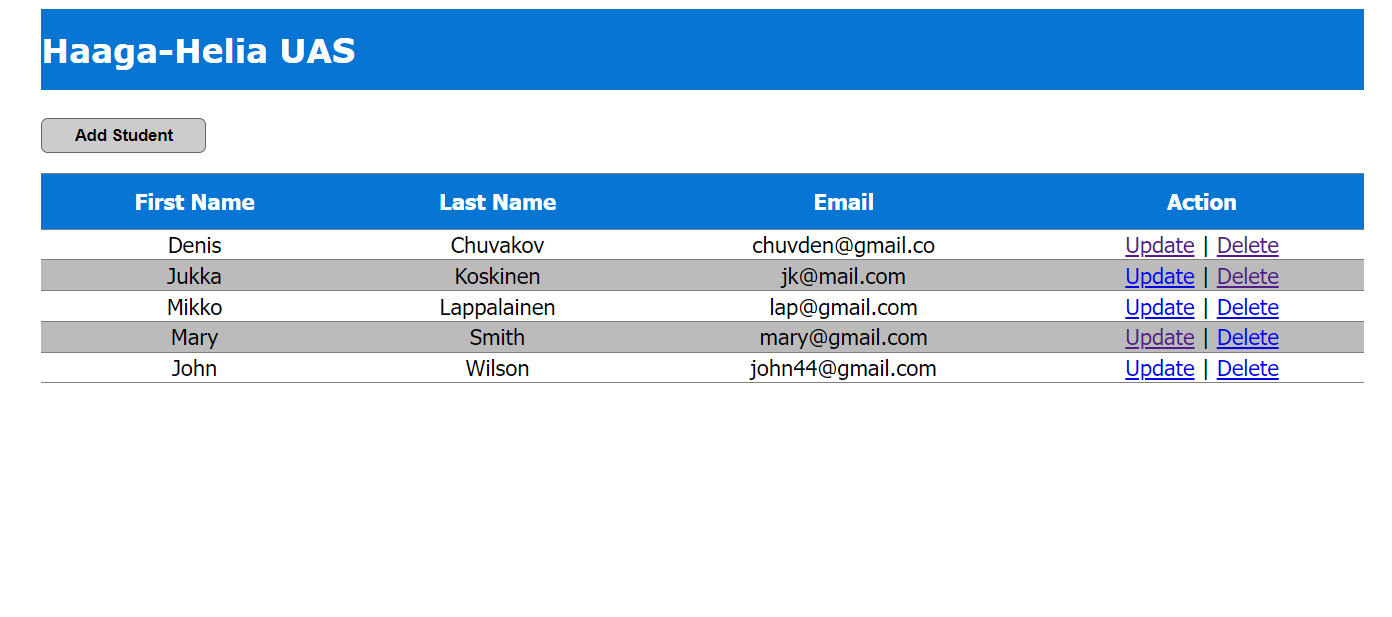 Haaga-Helia UAS
Add Student
First Name Last Name Email Action
Denis Chuvakov chuvden@gmail.co Update | Delete
Jukka Koskinen jk@mail.com Update | Delete
Mikko Lappalainen lap@gmail.com Update | Delete
Mary Smith mary@gmail.com Update | Delete
John Wilson john44@gmail.com Update | Delete